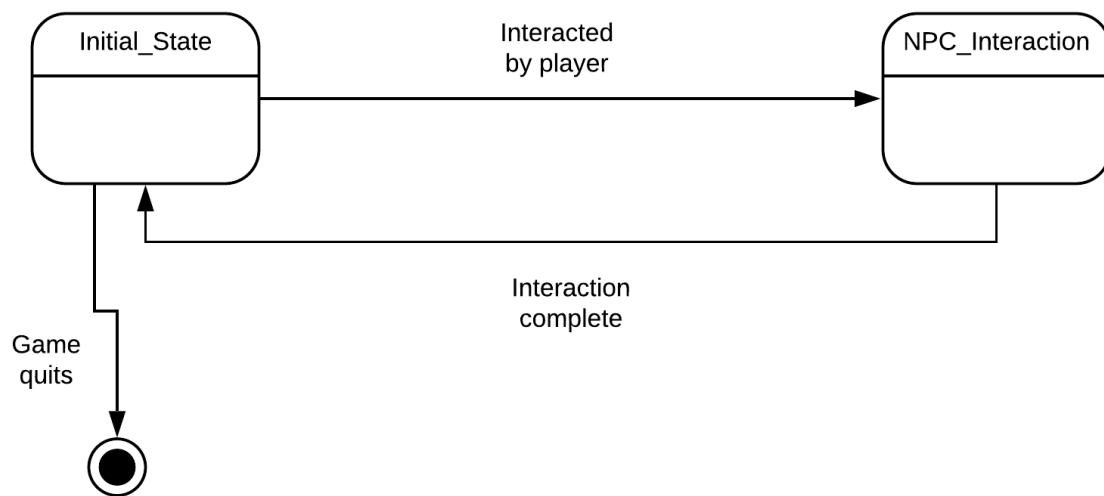 Initial_State
Interacted
by player
NPC_Interaction
Interaction
complete
Game
quits